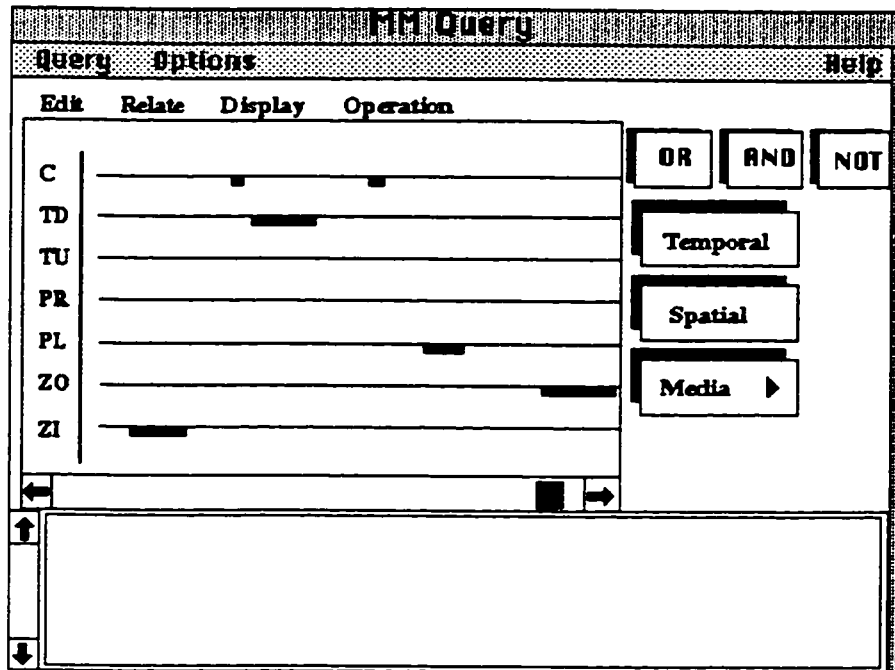 MM Query
Query Options Help
Edit Relate Display Operation
C
TD
TU
PR
PL
ZO
ZI
OR AND NOT
Temporal
Spatial
Media